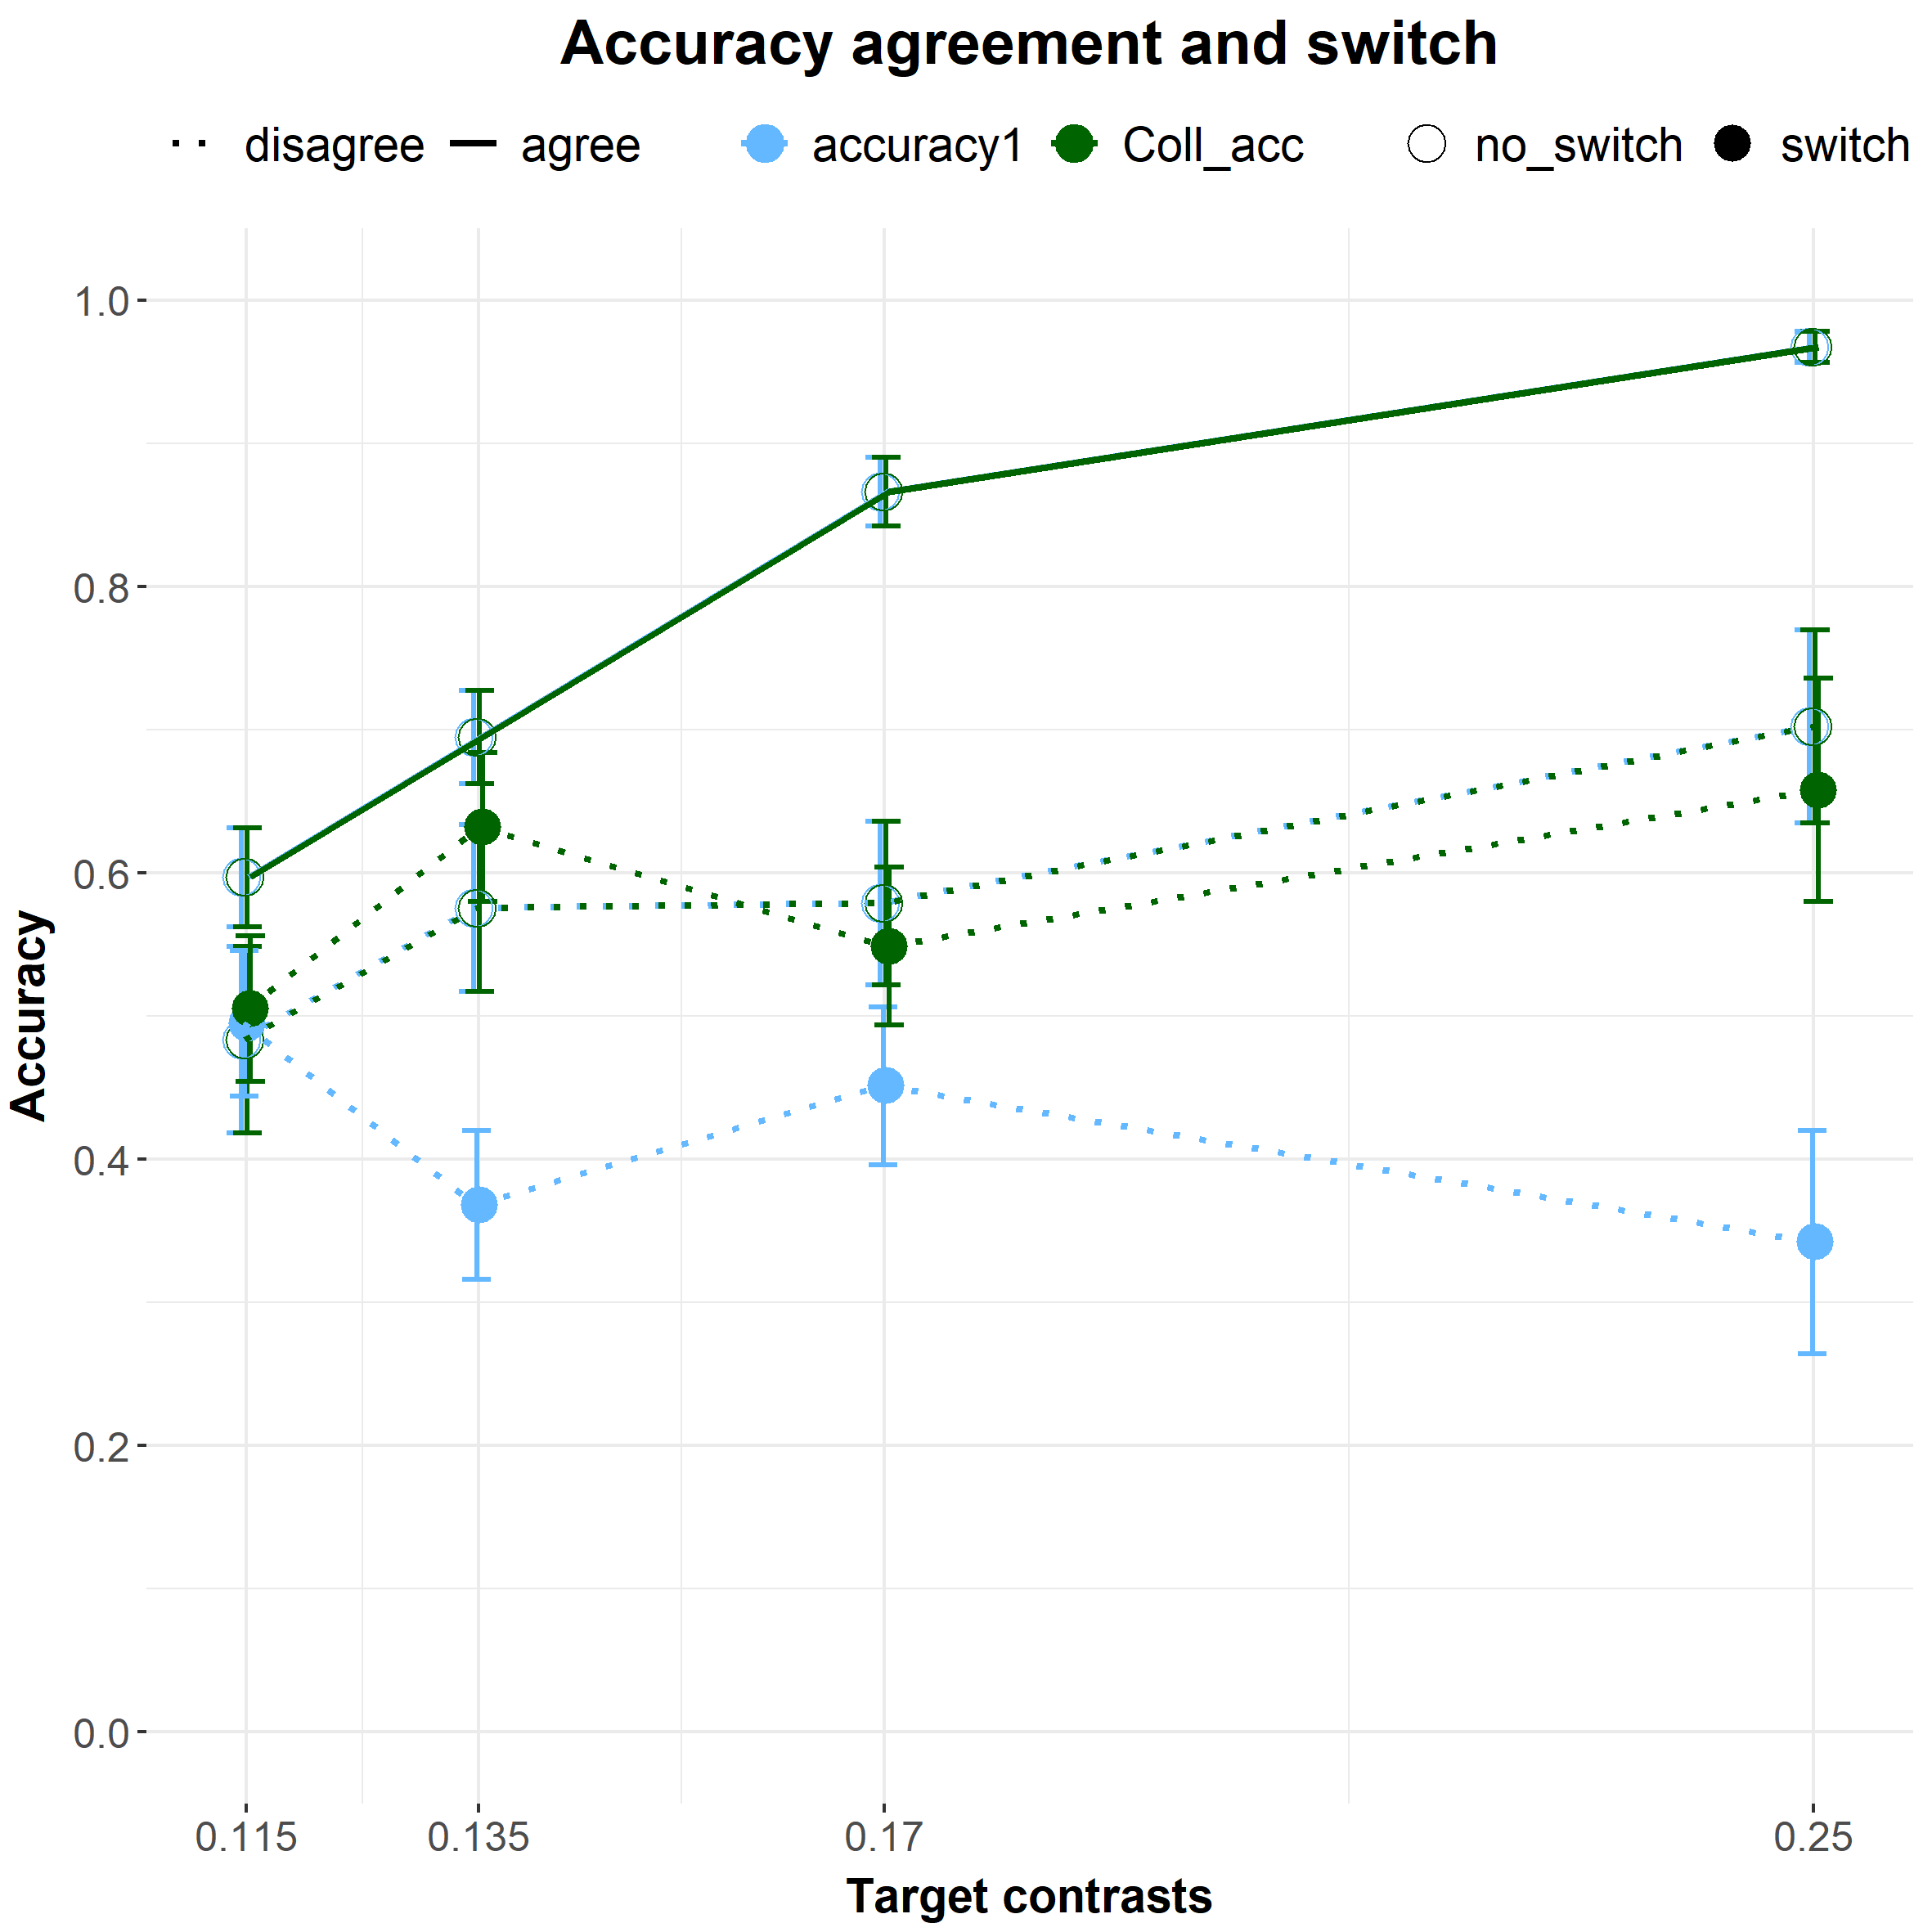 Accuracy agreement and switch
disagree agree accuracy1 Coll_acc no_switch switch
1.0
0.8
0.6
0.4
0.2
0.0
Accuracy
0.115 0.135 0.17 0.25
Target contrasts